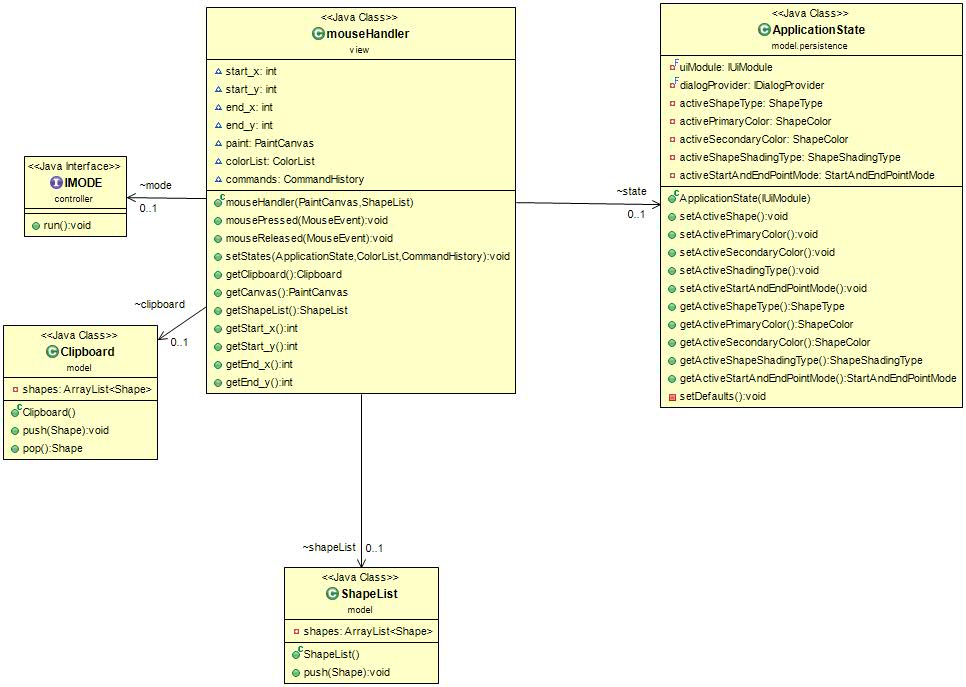 <<Java Class>>
mouseHandler
view
start_x: int
start_y: int
end_x: int
end_y: int
paint: PaintCanvas
colorList: ColorList
commands: CommandHistory
mouseHandler(PaintCanvas,ShapeList)
mousePressed(MouseEvent):void
mouseReleased(MouseEvent):void
setStates(ApplicationState,ColorList,CommandHistory):void
getClipboard():Clipboard
getCanvas():PaintCanvas
getShapeList():ShapeList
getStart_x():int
getStart_y():int
getEnd_x():int
getEnd_y():int
<<Java Class>>
ApplicationState
model.persistence
uiModule: IUiModule
dialogProvider: IDialogProvider
activeShapeType: ShapeType
activePrimaryColor: ShapeColor
activeSecondaryColor: ShapeColor
activeShapeShadingType: ShapeShadingType
activeStartAndEndPointMode: StartAndEndPointMode
ApplicationState(IUiModule)
setActiveShape():void
setActivePrimaryColor():void
setActiveSecondaryColor():void
setActiveShadingType():void
setActiveStartAndEndPointMode():void
getActiveShapeType():ShapeType
getActivePrimaryColor():ShapeColor
getActiveSecondaryColor():ShapeColor
getActiveShapeShadingType():ShapeShadingType
getActiveStartAndEndPointMode():StartAndEndPointMode
setDefaults():void
~state
0..1
<<Java Interface>>
IMODE
controller
run():void
~mode
0..1
~clipboard
0..1
<<Java Class>>
Clipboard
model
shapes: ArrayList<Shape>
Clipboard()
push(Shape):void
pop():Shape
~shapeList
0..1
<<Java Class>>
ShapeList
model
shapes: ArrayList<Shape>
ShapeList()
push(Shape):void